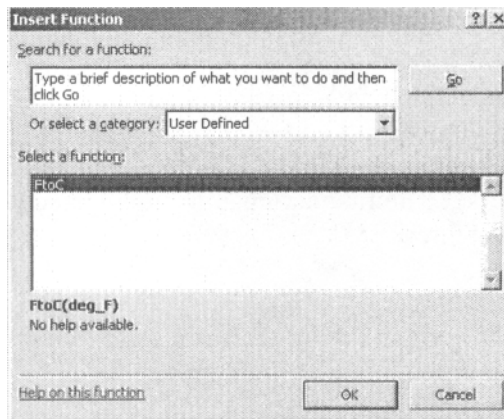 Insert Function
Search for a function:
Type a brief description of what you want to do and then
click Go
Go
Or select a category: User Defined
Select a function:
FtoC
FtoC(deg_F)
No help available.
Help on this function
OK
Cancel